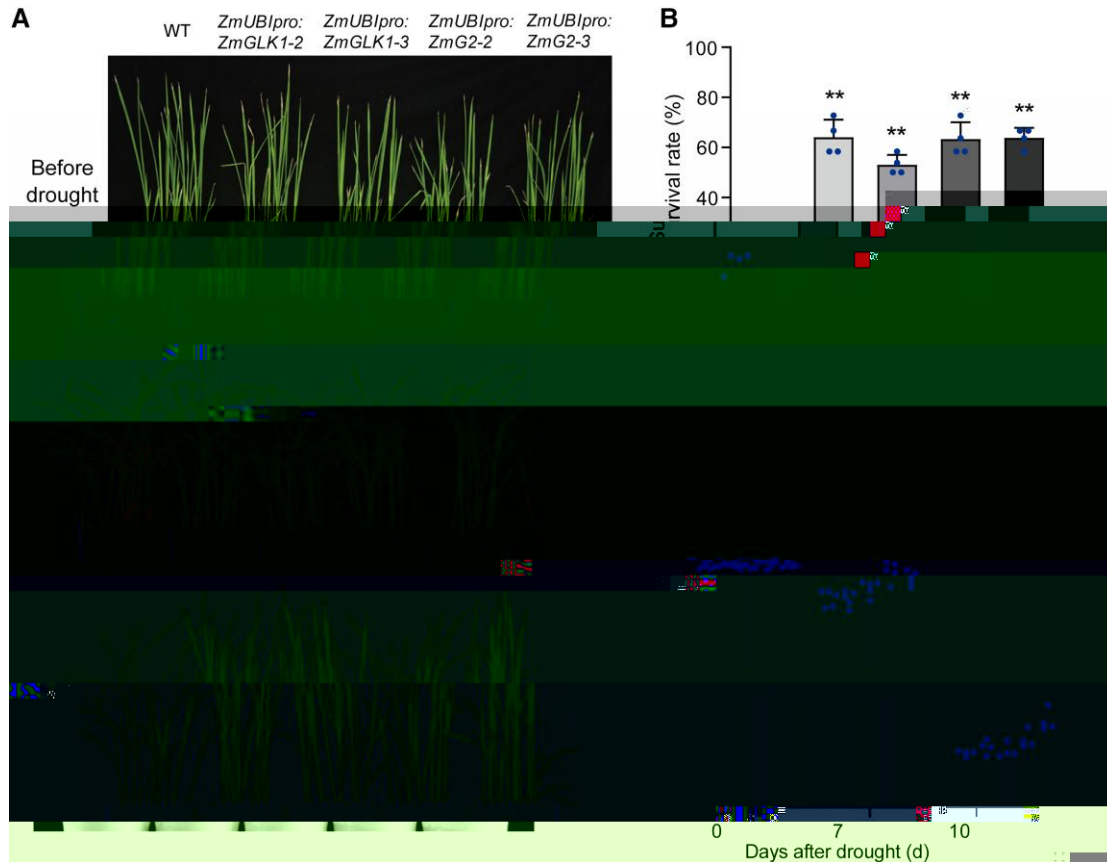 A
WT
ZmUBIpro:
ZmGLK1-2
ZmUBIpro:
ZmGLK1-3
ZmUBIpro:
ZmG2-2
ZmUBIpro:
ZmG2-3
Before
drought
B
100
80
60
40
rate (%)
** ** ** **
0 7 10
Days after drought (d)